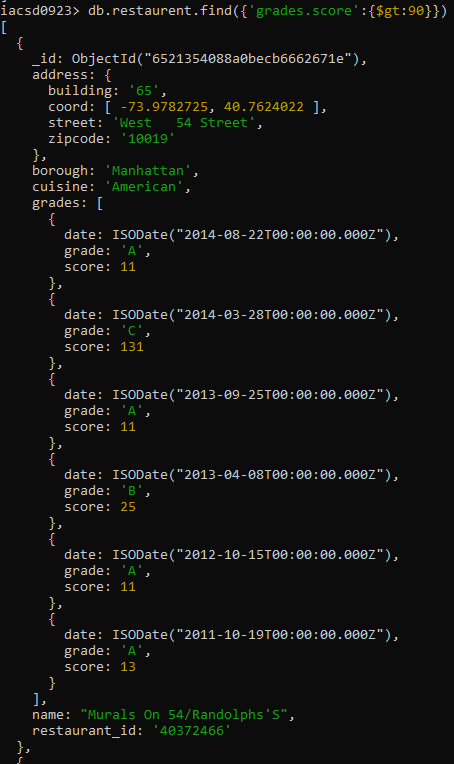 iacsd0923> db.restaurent.find({'grades.score':{$gt:90}})
[
  {
    _id: ObjectId("6521354088a0becb6662671e"),
    address: {
      building: '65',
      coord: [ -73.9782725, 40.7624022 ],
      street: 'West   54 Street',
      zipcode: '10019'
    },
    borough: 'Manhattan',
    cuisine: 'American',
    grades: [
      {
        date: ISODate("2014-08-22T00:00:00.000Z"),
        grade: 'A',
        score: 11
      },
      {
        date: ISODate("2014-03-28T00:00:00.000Z"),
        grade: 'C',
        score: 131
      },
      {
        date: ISODate("2013-09-25T00:00:00.000Z"),
        grade: 'A',
        score: 11
      },
      {
        date: ISODate("2013-04-08T00:00:00.000Z"),
        grade: 'B',
        score: 25
      },
      {
        date: ISODate("2012-10-15T00:00:00.000Z"),
        grade: 'A',
        score: 11
      },
      {
        date: ISODate("2011-10-19T00:00:00.000Z"),
        grade: 'A',
        score: 13
      }
    ],
    name: "Murals On 54/Randolphs'S",
    restaurant_id: '40372466'
  },
  {